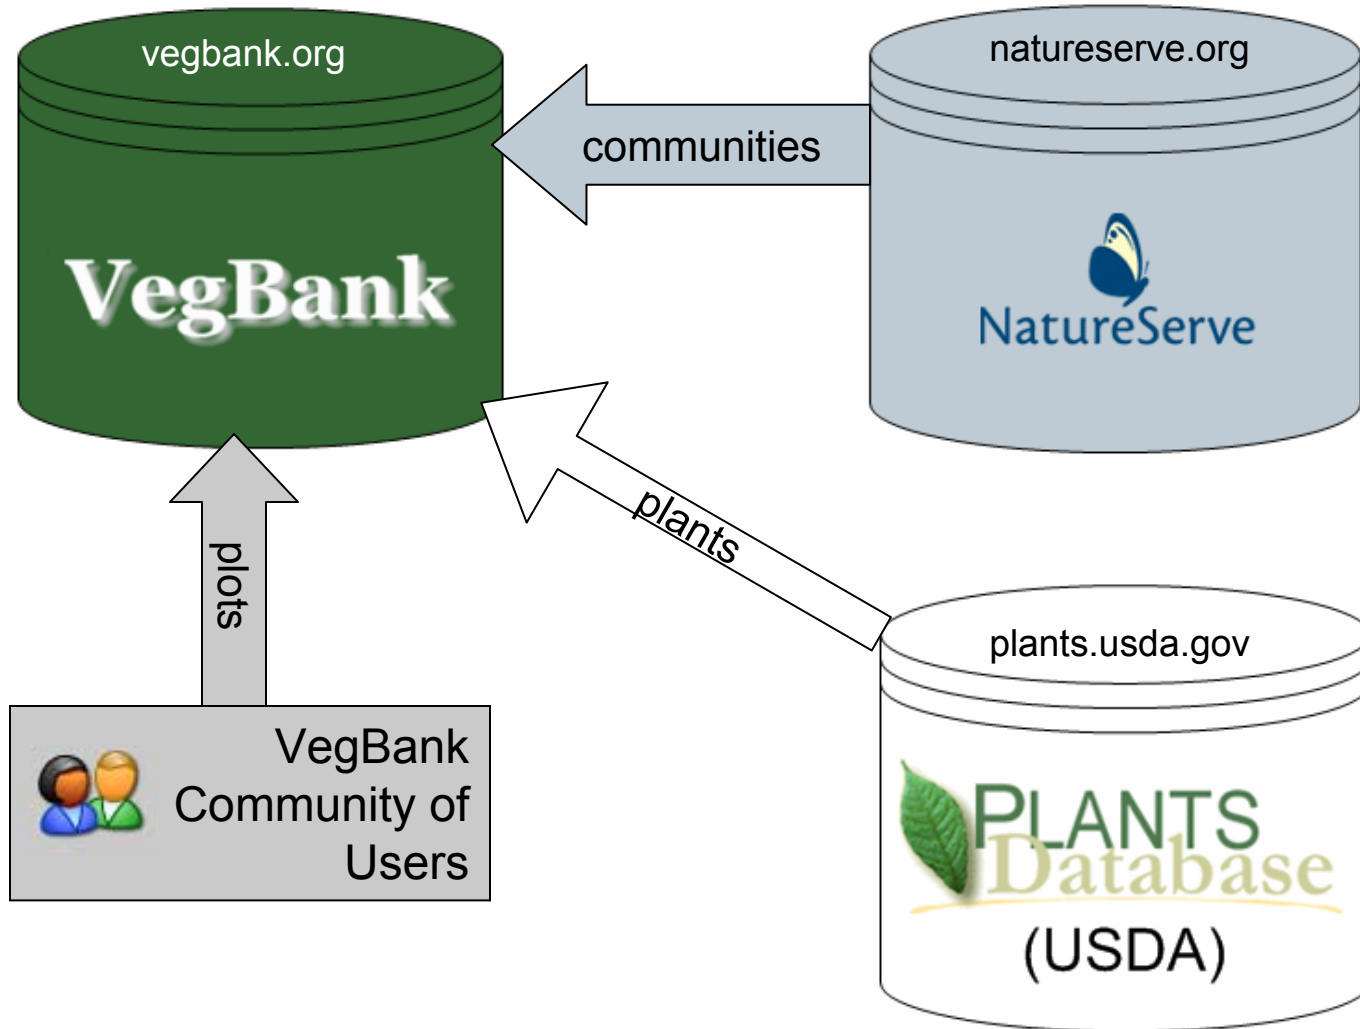 vegbank.org
VegBank
communities
natureserve.org
NatureServe
plants
plots
VegBank
Community of
Users
plants.usda.gov
PLANTS
Database
(USDA)